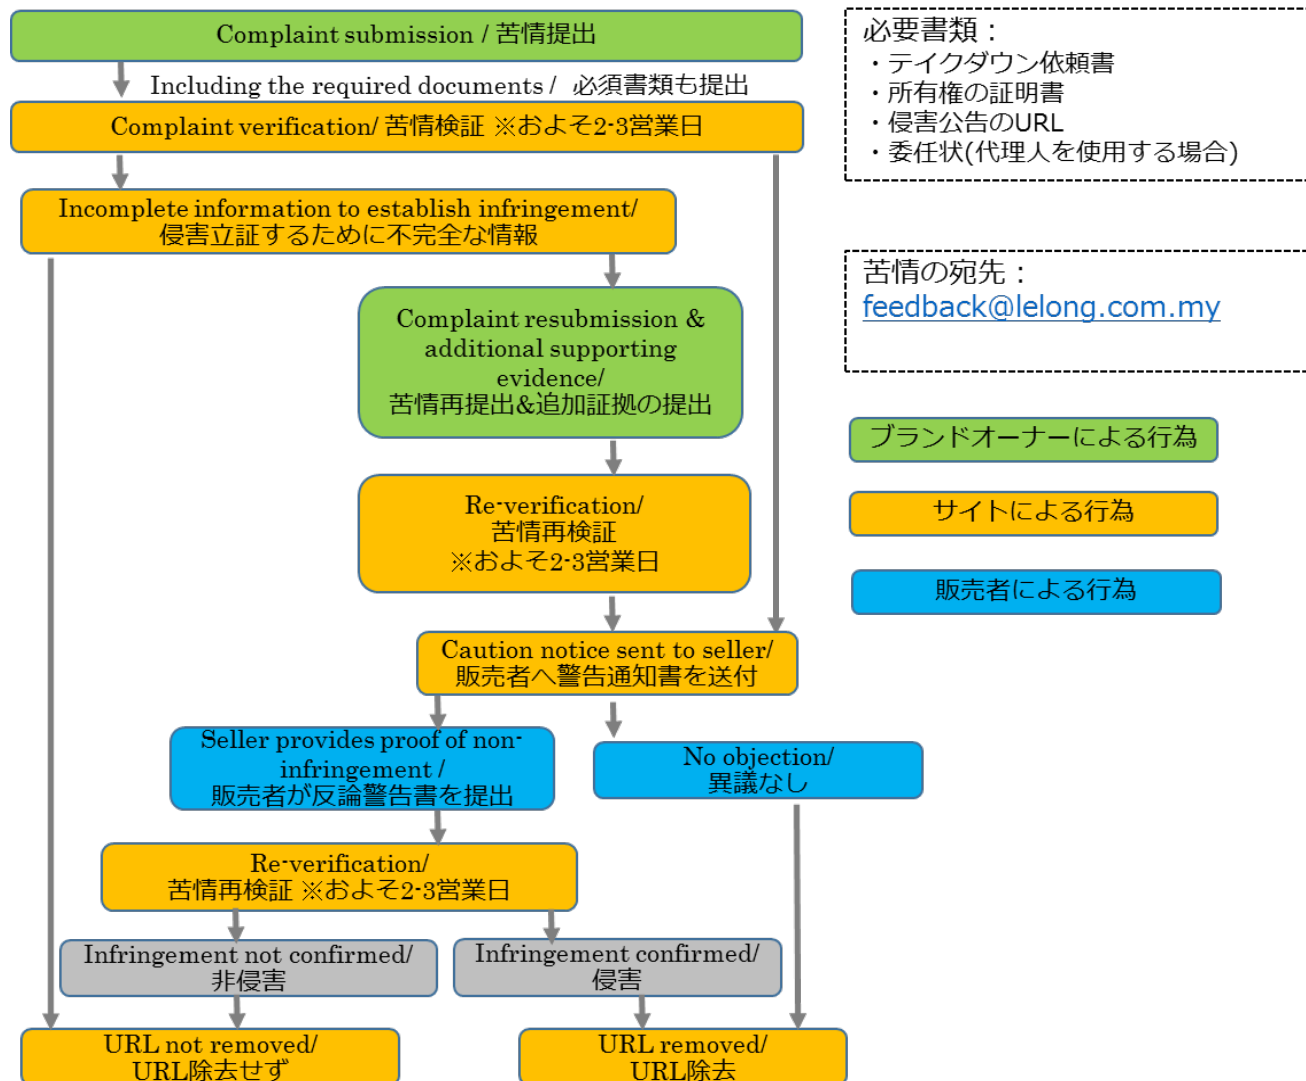 Complaint submission / 苦情提出
Including the required documents / 必須書類も提出
Complaint verification/ 苦情検証 ※およそ2-3営業日
Incomplete information to establish infringement/
侵害立証するために不完全な情報
Complaint resubmission &
additional supporting
evidence/
苦情再提出&追加証拠の提出
Re-verification/
苦情再検証
※およそ2-3営業日
Caution notice sent to seller/
販売者へ警告通知書を送付
Seller provides proof of non-
infringement /
販売者が反論警告書を提出
No objection/
異議なし
Re-verification/
苦情再検証 ※およそ2-3営業日
Infringement not confirmed/
非侵害
Infringement confirmed/
侵害
URL not removed/
URL除去せず
URL removed/
URL除去
必要書類：
・テイクダウン依頼書
・所有権の証明書
・侵害公告のURL
・委任状(代理人を使用する場合)
苦情の宛先：
feedback@lelong.com.my
ブランドオーナーによる行為
サイトによる行為
販売者による行為